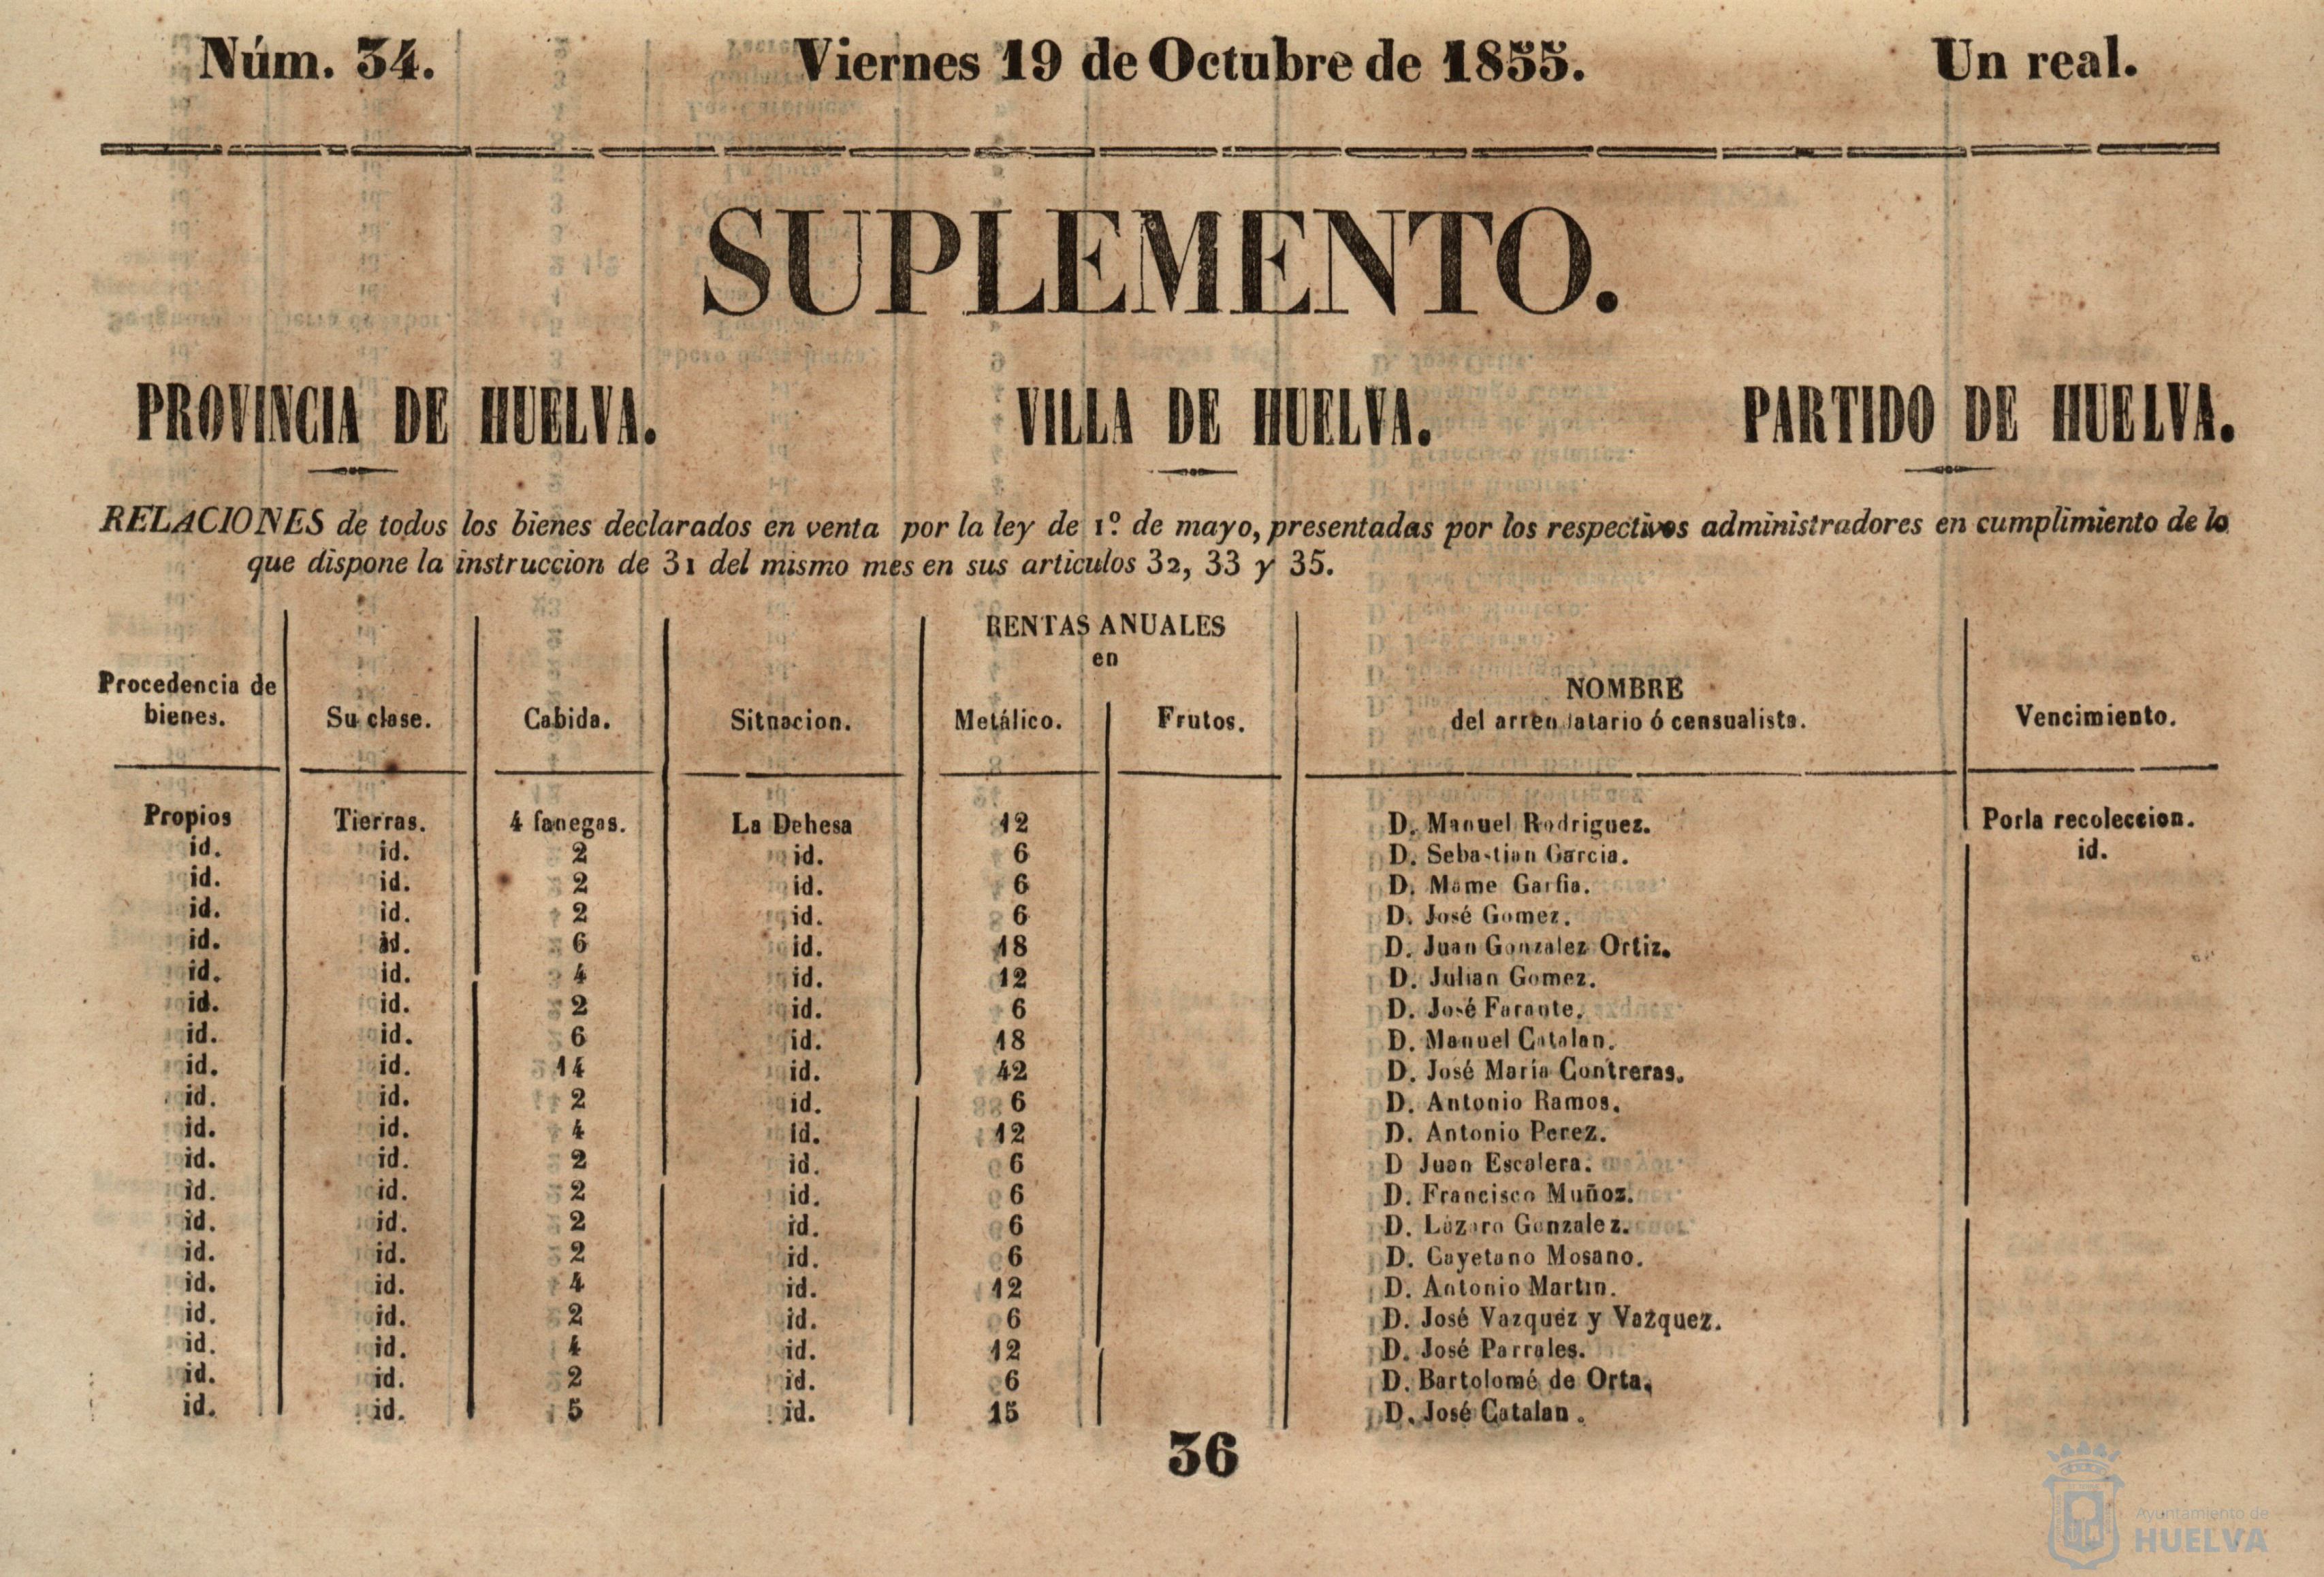 Núm. 34. Viernes 19 de Octubre de 1855. Un real.
SUPLEMENTO.
PROVINCIA DE HUELVA. VILLA DE HUELVA. PARTIDO DE HUELVA.
RELACIONES de todos los bienes declarados en venta por la ley de 1º. de mayo, presentadas por los respectivos administradores en cumplimiento de lo
que dispone la instruccion de 31 del mismo mes en sus articulos 32, 33 y 35.
RENTAS ANUALES
en
Procedencia de bienes. Su clase. Cabida. Situacion. Metálico. Frutos. NOMBRE del arrendatario ó censualista. Vencimiento.
Propios Tierras. 4 fanegas. La Dehesa 12 D. Manuel Rodriguez. Porla recoleccion.
id. id. 2 id. 6 D. Sebastian Garcia. id.
id. id. 2 id. 6 D. Mame Garfia.
id. id. 2 id. 6 D. José Gomez.
id. id. 6 id. 18 D. Juan Gonzalez Ortiz.
id. id. 4 id. 12 D. Julian Gomez.
id. id. 2 id. 6 D. José Farante.
id. id. 6 id. 18 D. Manuel Catalan.
id. id. 14 id. 42 D. José María Contreras.
id. id. 2 id. 6 D. Antonio Ramos.
id. id. 4 id. 12 D. Antonio Perez.
id. id. 2 id. 6 D Juan Escalera.
id. id. 2 id. 6 D. Francisco Muñoz.
id. id. 2 id. 6 D. Lázaro Gonzalez.
id. id. 2 id. 6 D. Cayetano Mosano.
id. id. 4 id. 12 D. Antonio Martin.
id. id. 2 id. 6 D. José Vazquez y Vazquez.
id. id. 4 id. 12 D. José Parrales.
id. id. 2 id. 6 D. Bartolomé de Orta.
id. id. 5 id. 15 D. José Catalan.
36
Ayuntamiento de
HUELVA